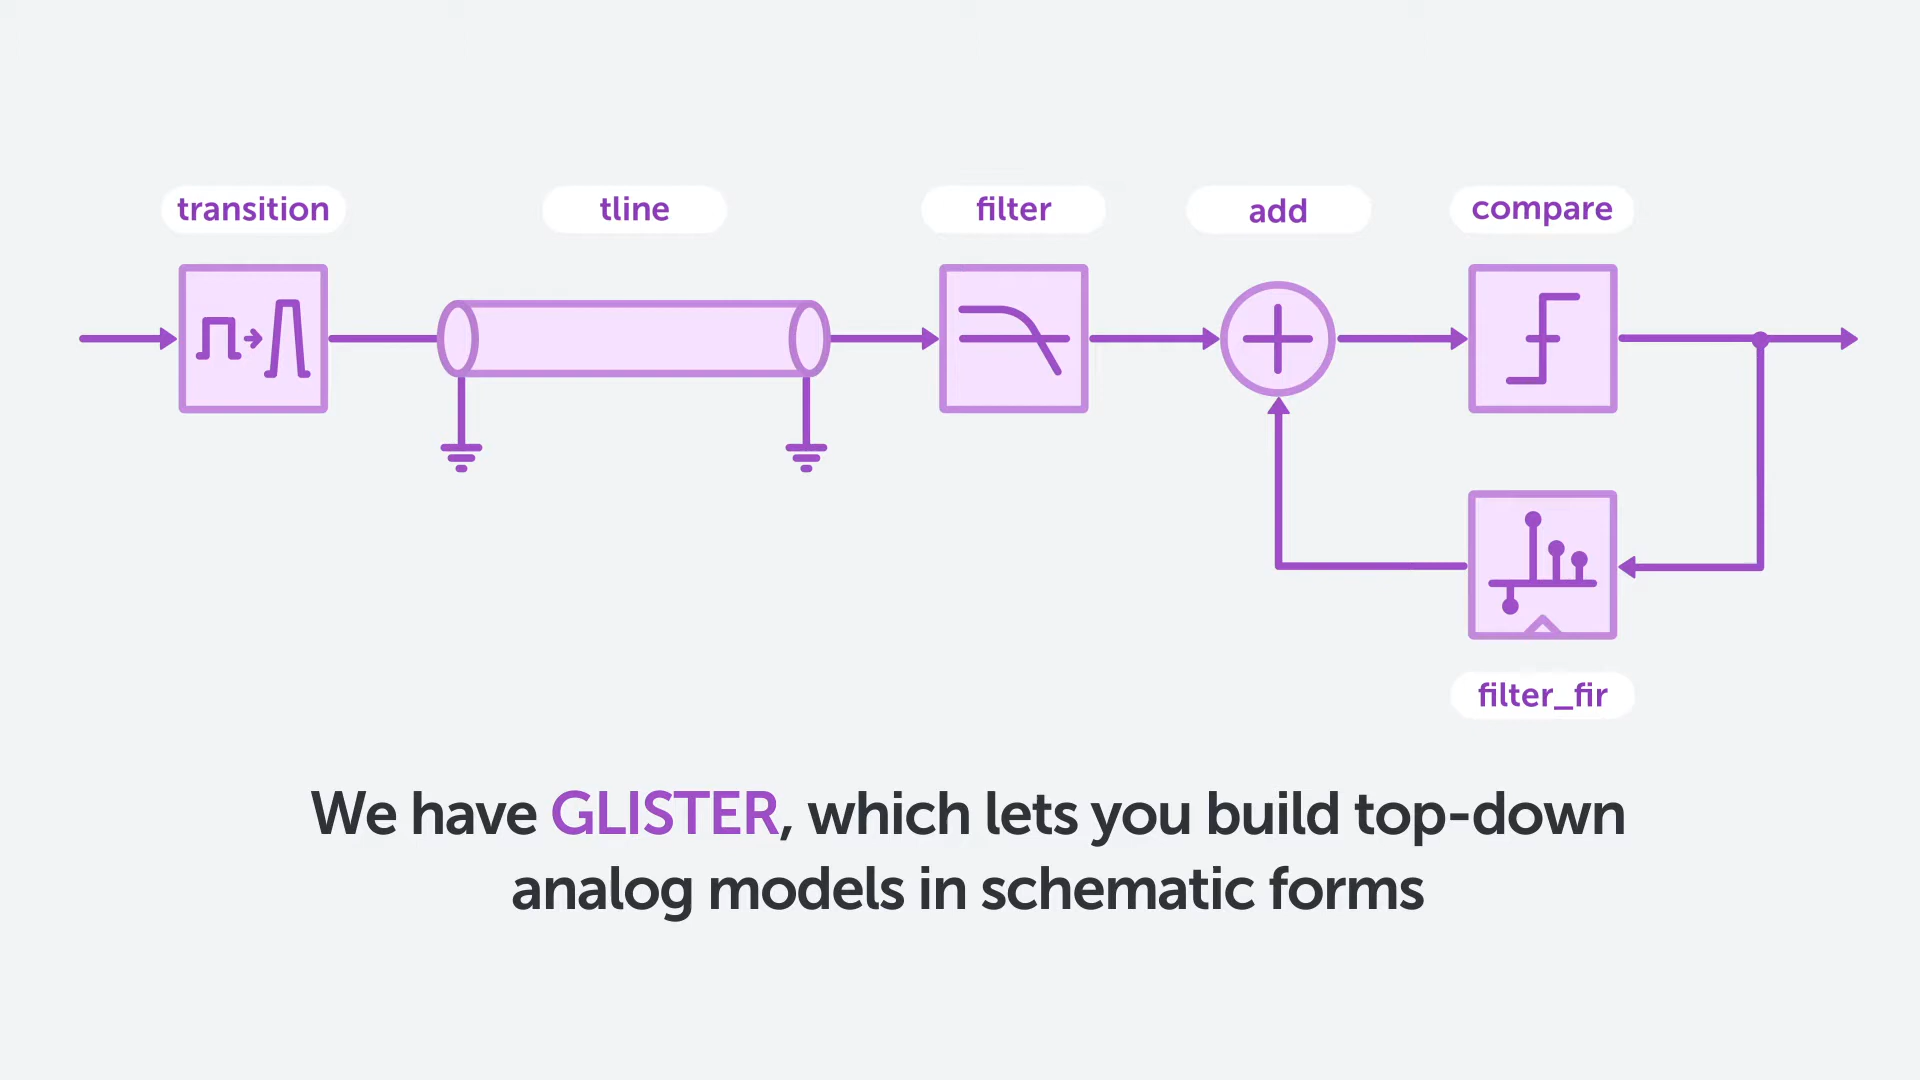 transition
tline
filter
add
compare
filter_fir
We have GLISTER, which lets you build top-down
analog models in schematic forms